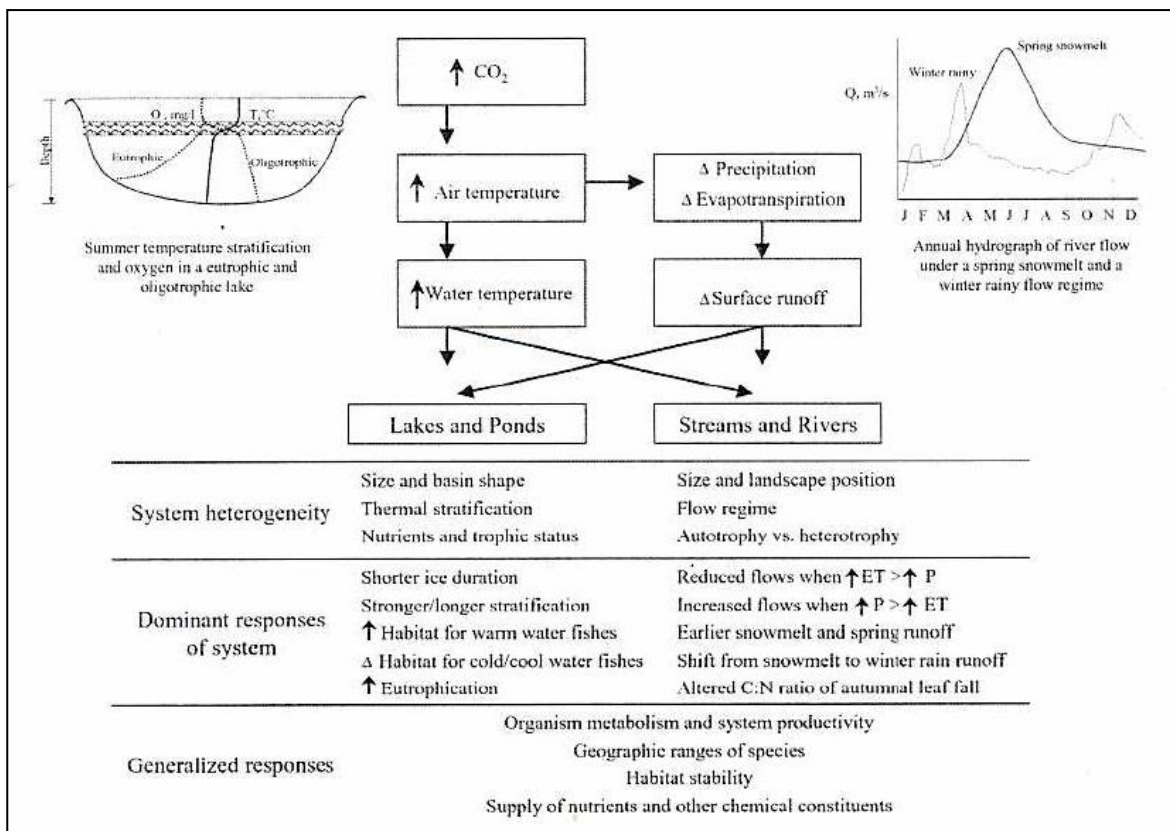 ↑ CO₂
O₂, mg/l
T, °C
Depth
Eutrophic
Oligotrophic
Summer temperature stratification
and oxygen in a eutrophic and
oligotrophic lake
↑ Air temperature
Δ Precipitation
Δ Evapotranspiration
↑ Water temperature
Δ Surface runoff
Spring snowmelt
Winter rainy
Q, m³/s
J F M A M J J A S O N D
Annual hydrograph of river flow
under a spring snowmelt and a
winter rainy flow regime
Lakes and Ponds
Streams and Rivers
System heterogeneity
Size and basin shape
Thermal stratification
Nutrients and trophic status
Size and landscape position
Flow regime
Autotrophy vs. heterotrophy
Dominant responses
of system
Shorter ice duration
Stronger/longer stratification
↑ Habitat for warm water fishes
Δ Habitat for cold/cool water fishes
↑ Eutrophication
Reduced flows when ↑ ET > ↑ P
Increased flows when ↑ P > ↑ ET
Earlier snowmelt and spring runoff
Shift from snowmelt to winter rain runoff
Altered C:N ratio of autumnal leaf fall
Generalized responses
Organism metabolism and system productivity
Geographic ranges of species
Habitat stability
Supply of nutrients and other chemical constituents